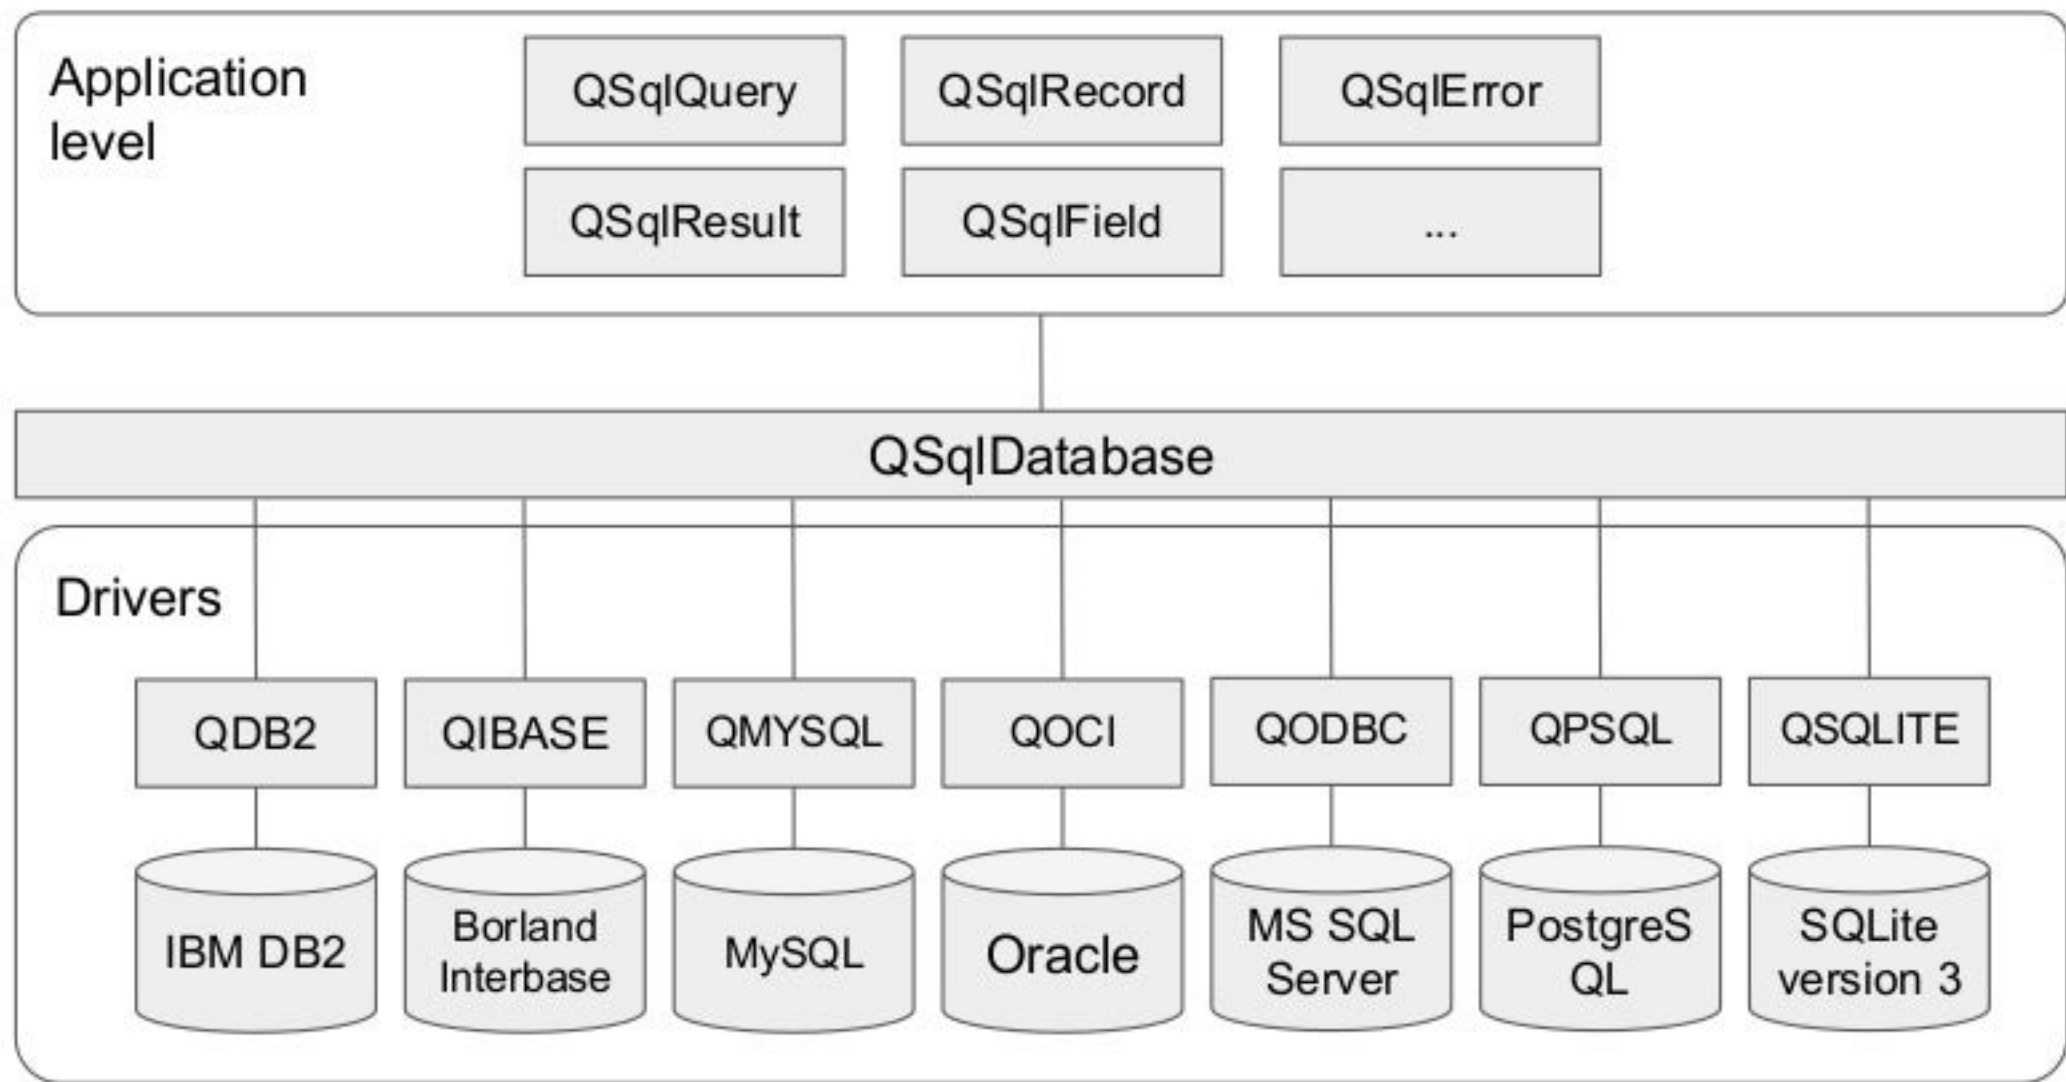 Application
level
QSqlQuery
QSqlRecord
QSqlError
QSqlResult
QSqlField
...
QSqlDatabase
Drivers
QDB2
QIBASE
QMYSQL
QOCI
QODBC
QPSQL
QSQLITE
IBM DB2
Borland
Interbase
MySQL
Oracle
MS SQL
Server
PostgreS
QL
SQLite
version 3